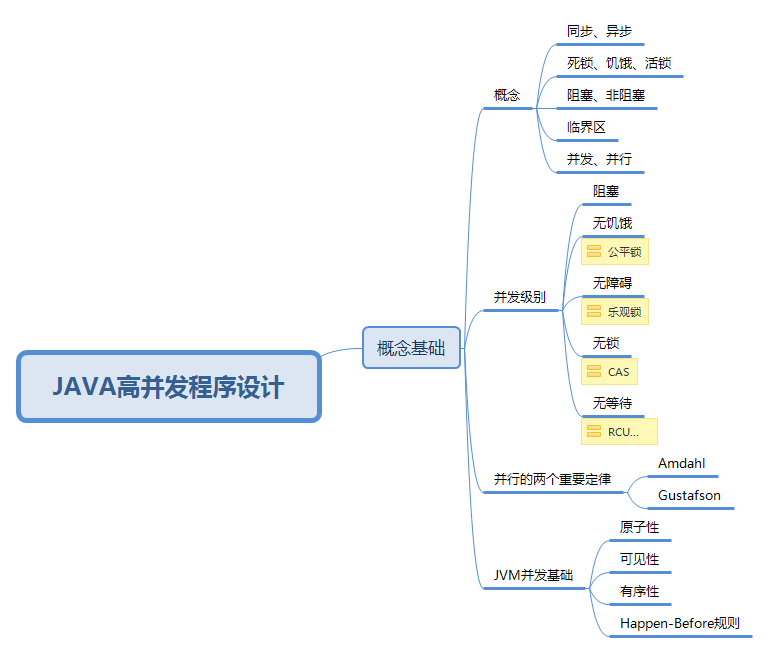 JAVA高并发程序设计
概念基础
概念
同步、异步
死锁、饥饿、活锁
阻塞、非阻塞
临界区
并发、并行
并发级别
阻塞
无饥饿
公平锁
无障碍
乐观锁
无锁
CAS
无等待
RCU...
并行的两个重要定律
Amdahl
Gustafson
JVM并发基础
原子性
可见性
有序性
Happen-Before规则